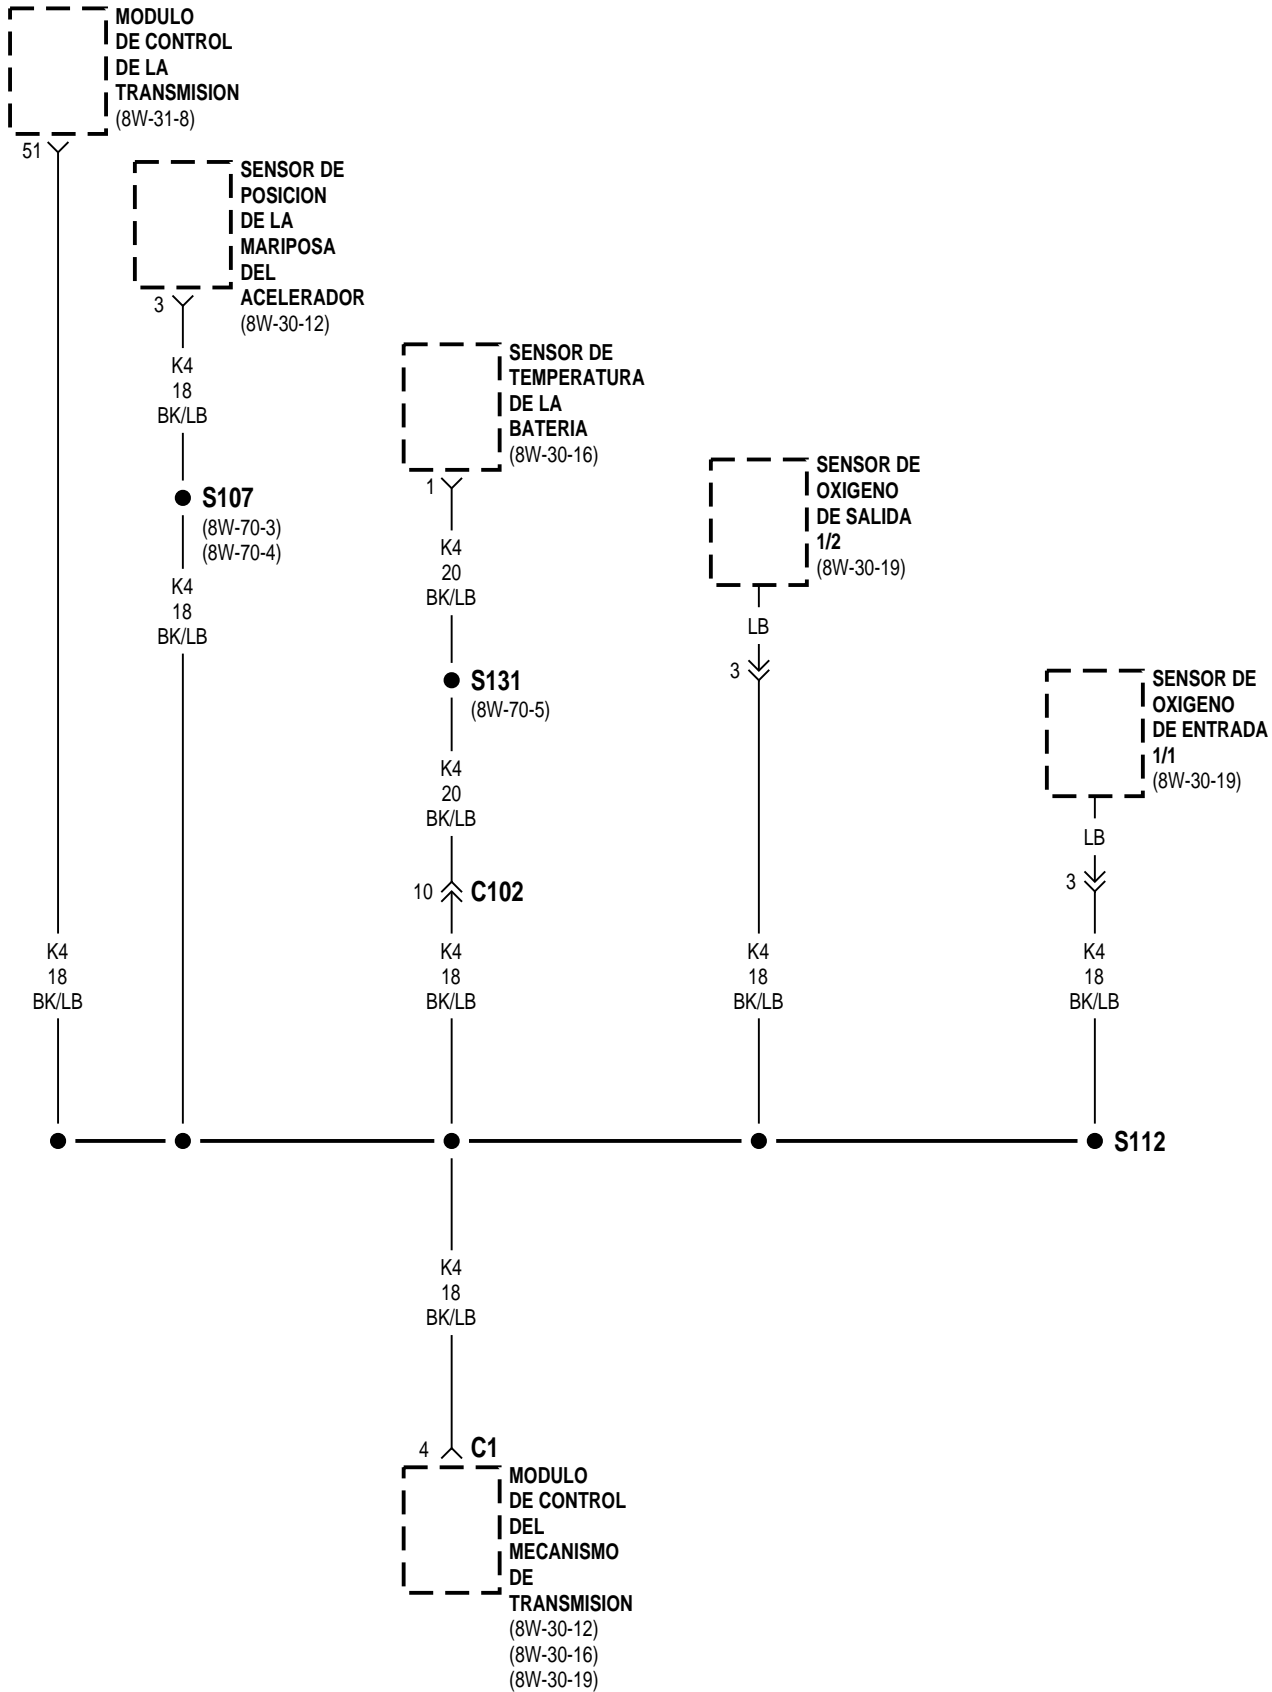 MODULO
DE CONTROL
DE LA
TRANSMISION
(8W-31-8)
51
SENSOR DE
POSICION
DE LA
MARIPOSA
DEL
ACELERADOR
(8W-30-12)
3
K4
18
BK/LB
S107
(8W-70-3)
(8W-70-4)
K4
18
BK/LB
SENSOR DE
TEMPERATURA
DE LA
BATERIA
(8W-30-16)
1
K4
20
BK/LB
S131
(8W-70-5)
K4
20
BK/LB
10
C102
SENSOR DE
OXIGENO
DE SALIDA
1/2
(8W-30-19)
LB
3
SENSOR DE
OXIGENO
DE ENTRADA
1/1
(8W-30-19)
LB
3
K4
18
BK/LB
K4
18
BK/LB
K4
18
BK/LB
K4
18
BK/LB
S112
K4
18
BK/LB
4
C1
MODULO
DE CONTROL
DEL
MECANISMO
DE
TRANSMISION
(8W-30-12)
(8W-30-16)
(8W-30-19)